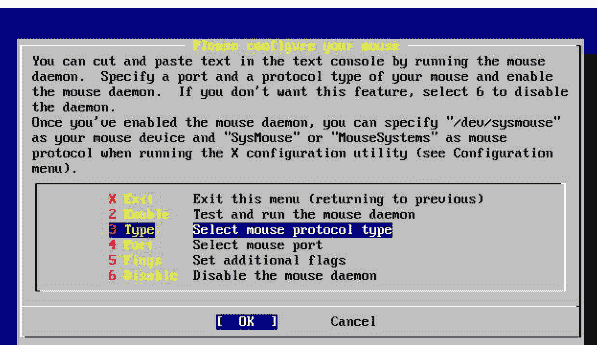 Please configure your mouse
You can cut and paste text in the text console by running the mouse
daemon.  Specify a port and a protocol type of your mouse and enable
the mouse daemon.  If you don't want this feature, select 6 to disable
the daemon.
Once you've enabled the mouse daemon, you can specify "/dev/sysmouse"
as your mouse device and "SysMouse" or "MouseSystems" as mouse
protocol when running the X configuration utility (see Configuration
menu).
X Exit Exit this menu (returning to previous)
2 Enable Test and run the mouse daemon
3 Type Select mouse protocol type
4 Port Select mouse port
5 Flags Set additional flags
6 Disable Disable the mouse daemon
[ OK ] Cancel